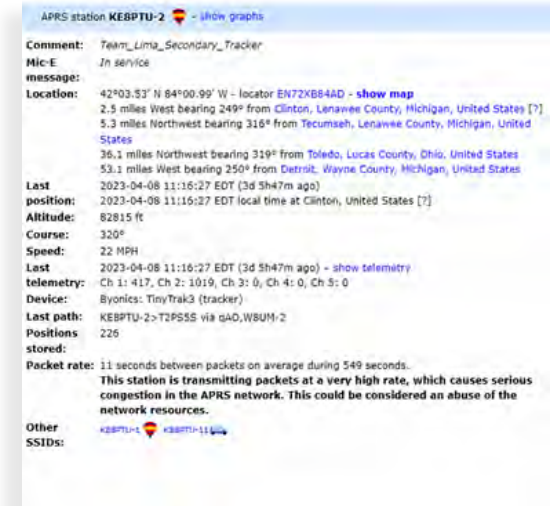 APRS station KE8PTU-2 - show graphs
Comment: Team_Lima_Secondary_Tracker
Mic-E message: In service
Location: 42°03.53' N 84°00.99' W - locator EN72XB64AD - show map
2.5 miles West bearing 249° from Clinton, Lenawee County, Michigan, United States [?]
5.3 miles Northwest bearing 316° from Tecumseh, Lenawee County, Michigan, United
States
36.1 miles Northwest bearing 319° from Toledo, Lucas County, Ohio, United States
53.1 miles West bearing 250° from Detroit, Wayne County, Michigan, United States
Last position: 2023-04-08 11:16:27 EDT (3d 5h47m ago)
2023-04-08 11:16:27 EDT local time at Clinton, United States [?]
Altitude: 82815 ft
Course: 320°
Speed: 22 MPH
Last telemetry: 2023-04-08 11:16:27 EDT (3d 5h47m ago) - show telemetry
Ch 1: 417, Ch 2: 1019, Ch 3: 0, Ch 4: 0, Ch 5: 0
Device: Byonics: TinyTrak3 (tracker)
Last path: KE8PTU-2>T2PS5S via qAO,W8UM-2
Positions stored: 226
Packet rate: 11 seconds between packets on average during 549 seconds.
This station is transmitting packets at a very high rate, which causes serious
congestion in the APRS network. This could be considered an abuse of the
network resources.
Other SSIDs: KE8PTU-1 KE8PTU-11